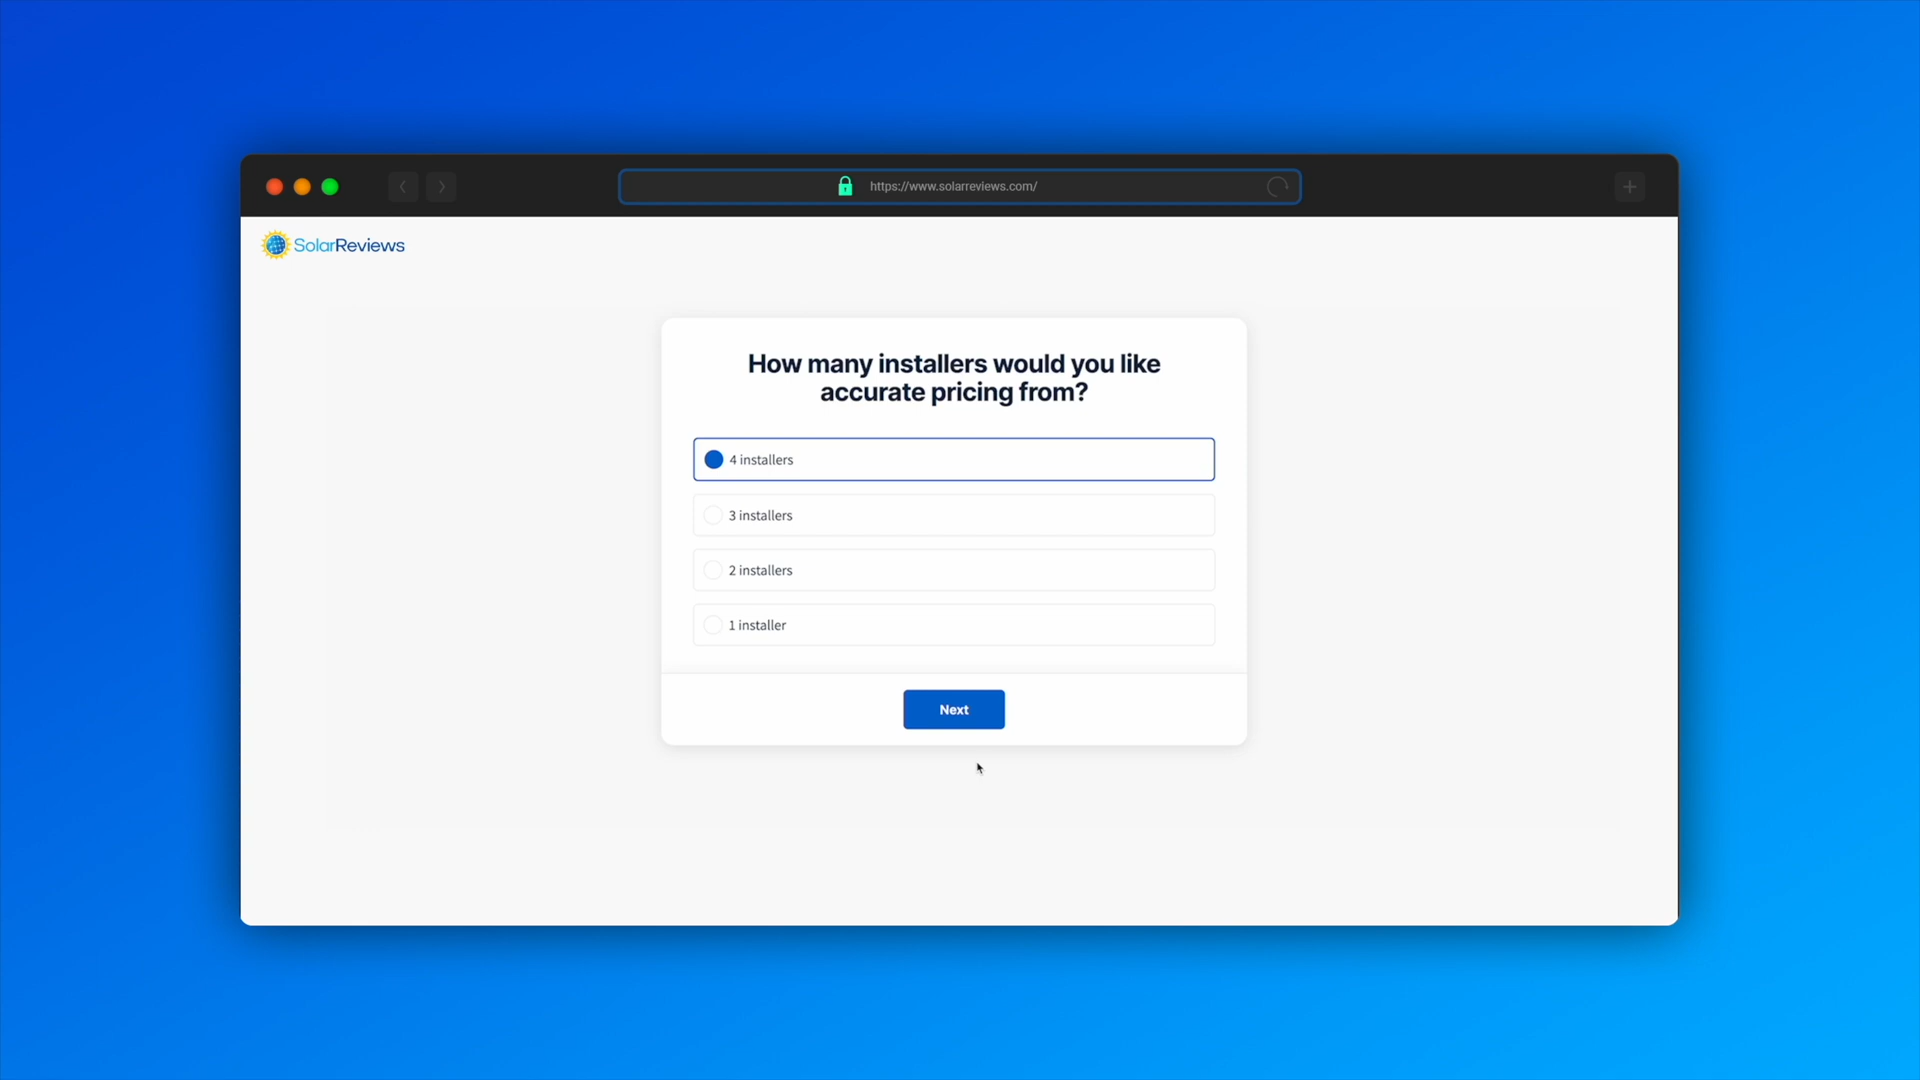 https://www.solarreviews.com/
SolarReviews
How many installers would you like
accurate pricing from?
4 installers
3 installers
2 installers
1 installer
Next